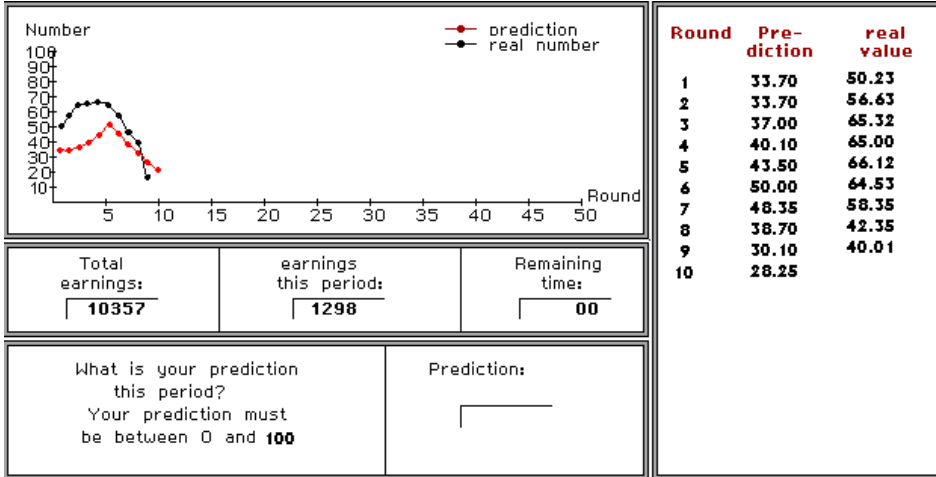 Number
prediction
real number
100
90
80
70
60
50
40
30
20
10
Round
5 10 15 20 25 30 35 40 45 50
Total
earnings:
10357
earnings
this period:
1298
Remaining
time:
00
What is your prediction
this period?
Your prediction must
be between 0 and 100
Prediction:
Round Pre- real
diction value
1 33.70 50.23
2 33.70 56.63
3 37.00 65.32
4 40.10 65.00
5 43.50 66.12
6 50.00 64.53
7 48.35 58.35
8 38.70 42.35
9 30.10 40.01
10 28.25